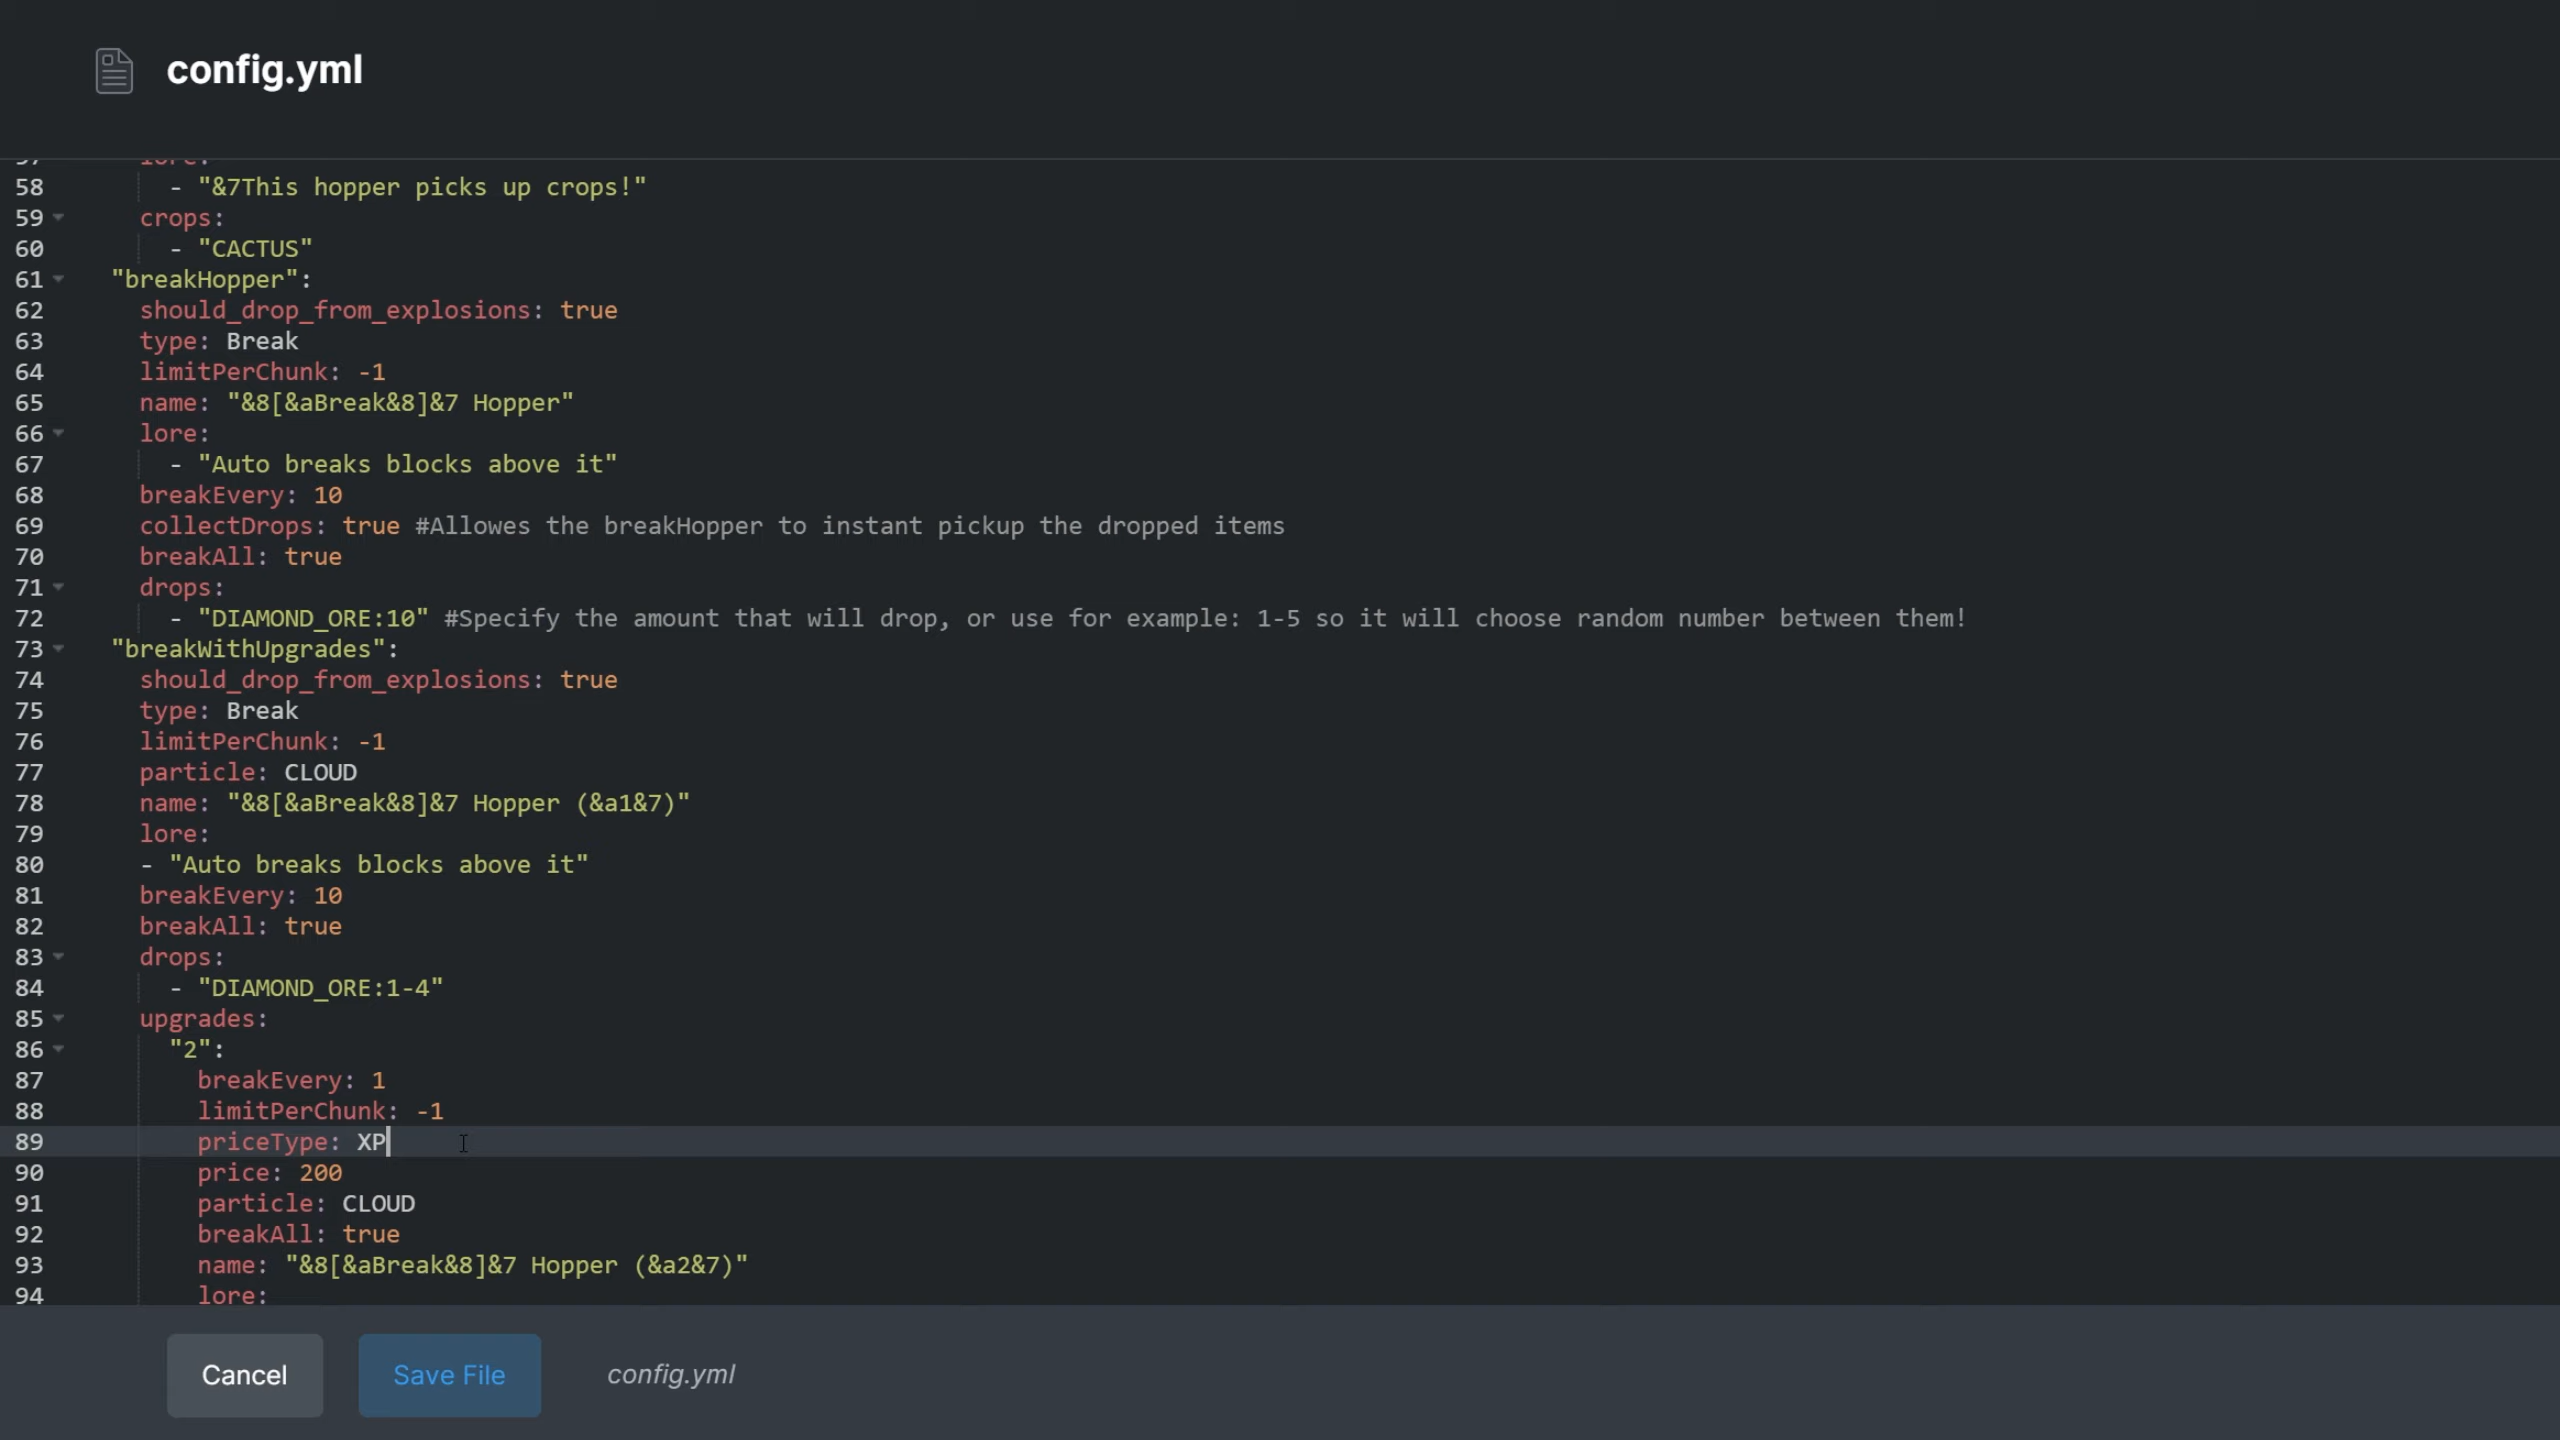 config.yml
57 lore:
58 - "&7This hopper picks up crops!"
59 crops:
60 - "CACTUS"
61 "breakHopper":
62 should_drop_from_explosions: true
63 type: Break
64 limitPerChunk: -1
65 name: "&8[&aBreak&8]&7 Hopper"
66 lore:
67 - "Auto breaks blocks above it"
68 breakEvery: 10
69 collectDrops: true #Allowes the breakHopper to instant pickup the dropped items
70 breakAll: true
71 drops:
72 - "DIAMOND_ORE:10" #Specify the amount that will drop, or use for example: 1-5 so it will choose random number between them!
73 "breakWithUpgrades":
74 should_drop_from_explosions: true
75 type: Break
76 limitPerChunk: -1
77 particle: CLOUD
78 name: "&8[&aBreak&8]&7 Hopper (&a1&7)"
79 lore:
80 - "Auto breaks blocks above it"
81 breakEvery: 10
82 breakAll: true
83 drops:
84 - "DIAMOND_ORE:1-4"
85 upgrades:
86 "2":
87 breakEvery: 1
88 limitPerChunk: -1
89 priceType: XP
90 price: 200
91 particle: CLOUD
92 breakAll: true
93 name: "&8[&aBreak&8]&7 Hopper (&a2&7)"
94 lore:
Cancel Save File config.yml